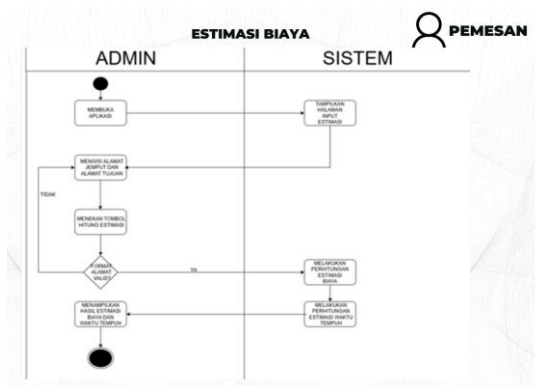 ESTIMASI BIAYA
PEMESAN
ADMIN
SISTEM
MEMBUKA
APLIKASI
TAMPILKAN
HALAMAN
INPUT
ESTIMASI
MENGISI ALAMAT
JEMPUT DAN
ALAMAT TUJUAN
TIDAK
MENEKAN TOMBOL
HITUNG ESTIMASI
FORMAT
ALAMAT
VALID?
YA
MELAKUKAN
PERHITUNGAN
ESTIMASI
BIAYA
MENAMPILKAN
HASIL ESTIMASI
BIAYA DAN
WAKTU TEMPUH
MELAKUKAN
PERHITUNGAN
ESTIMASI WAKTU
TEMPUH